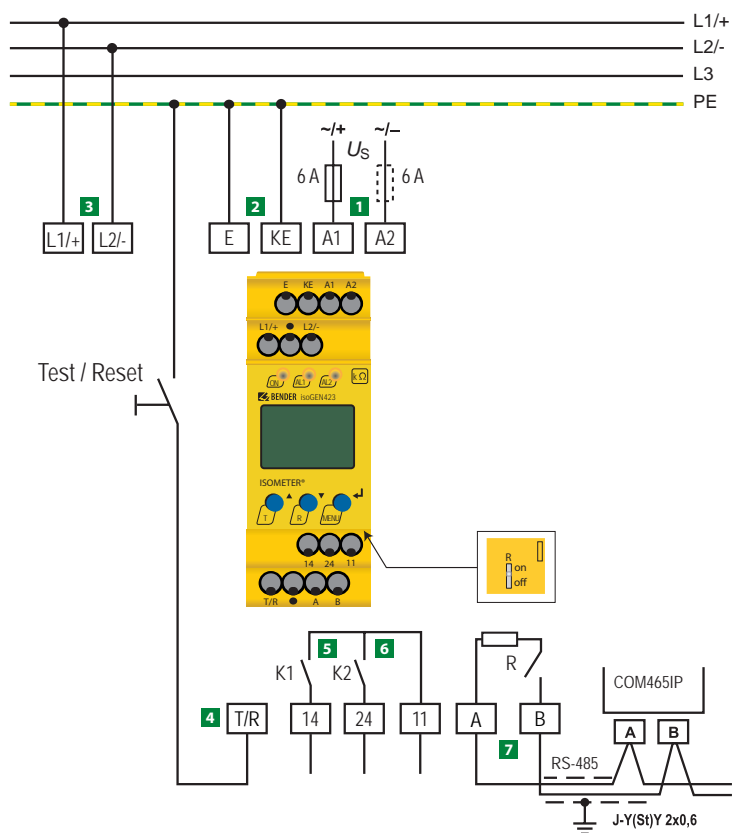 L1/+
L2/-
L3
PE
~/+ ~/–
US
6 A 6 A
3 2 1
L1/+ L2/- E KE A1 A2
E KE A1 A2
L1/+ L2/-
Test / Reset
ON AL1 AL2 kΩ
BENDER isoGEN423
ISOMETER®
T R MENU
R
on
off
14 24 11
T/R A B
5 6
K1 K2 R
COM465IP
4 T/R 14 24 11 A B
A B
7
RS-485
J-Y(St)Y 2x0,6